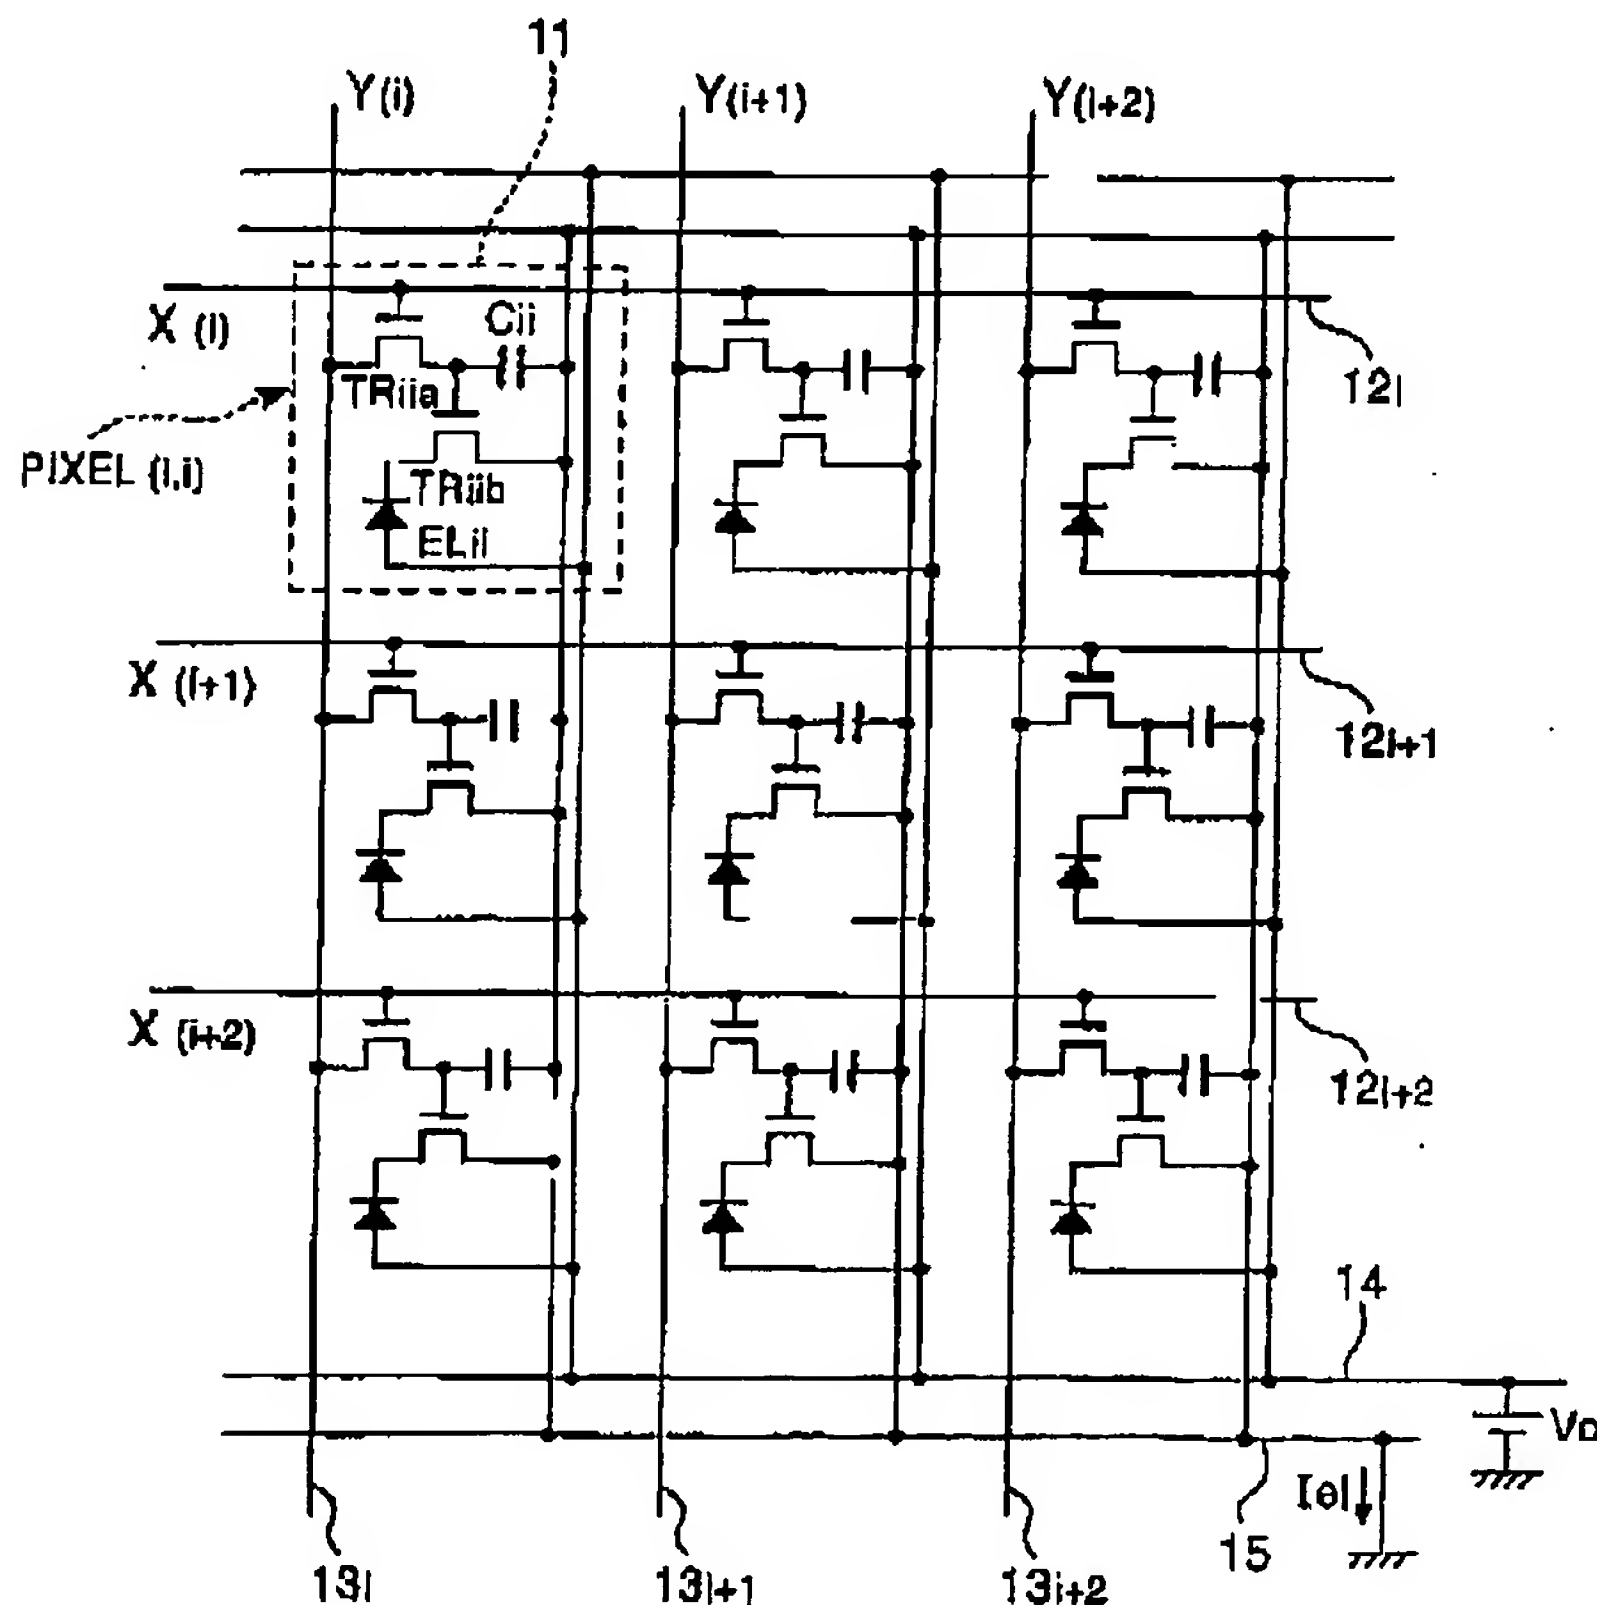 11
Y(i) Y(i+1) Y(i+2)
X (i)
Cii
TRiia
12i
PIXEL (i,i)
TRiib
ELii
X (i+1)
12i+1
X (i+2)
12i+2
14
Iel
15
13i 13i+1 13i+2